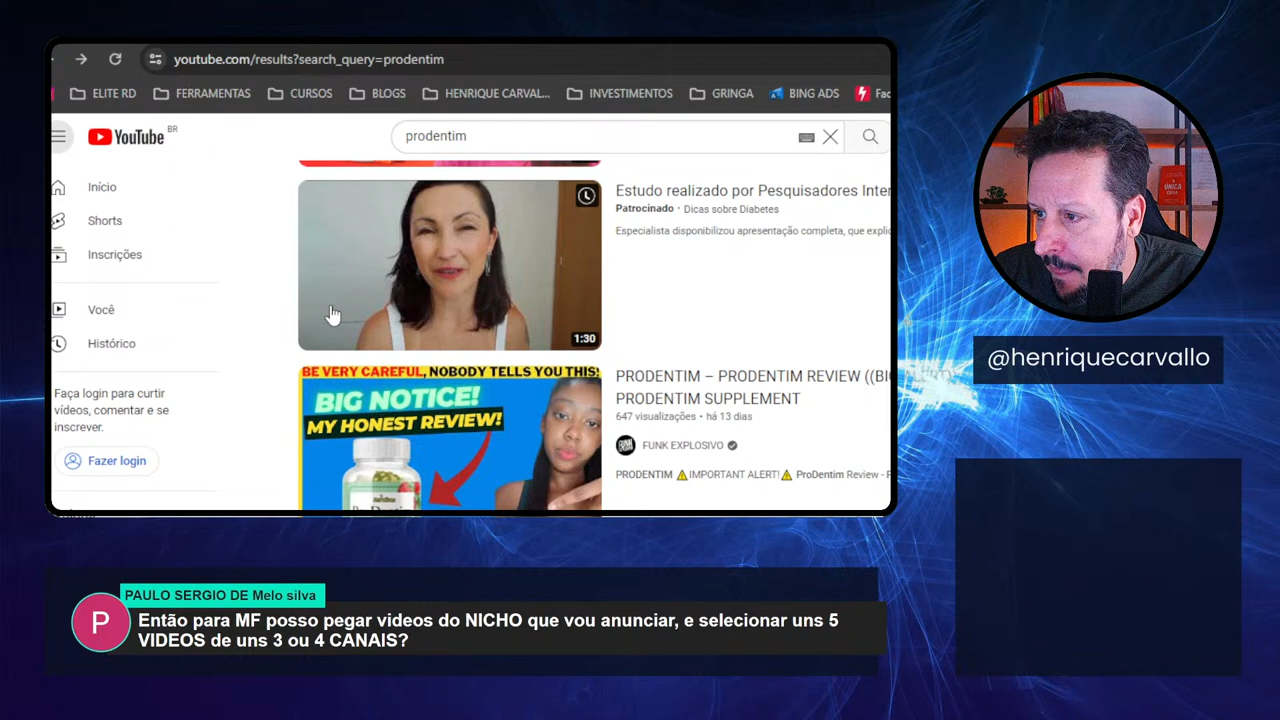 youtube.com/results?search_query=prodentim
ELITE RD FERRAMENTAS CURSOS BLOGS HENRIQUE CARVAL... INVESTIMENTOS GRINGA BING ADS Fac
YouTube BR
prodentim
Início
Shorts
Inscrições
Você
Histórico
Faça login para curtir
vídeos, comentar e se
inscrever.
Fazer login
1:30
Estudo realizado por Pesquisadores Inter
Patrocinado · Dicas sobre Diabetes
Especialista disponibilizou apresentação completa, que explic
BE VERY CAREFUL, NOBODY TELLS YOU THIS!
BIG NOTICE!
MY HONEST REVIEW!
PRODENTIM – PRODENTIM REVIEW ((BIG ALERT))
PRODENTIM SUPPLEMENT
647 visualizações • há 13 dias
FUNK EXPLOSIVO
PRODENTIM ⚠️IMPORTANT ALERT!⚠️ ProDentim Review - P
A ÚNICA
@henriquecarvallo
PAULO SERGIO DE Melo silva
P
Então para MF posso pegar videos do NICHO que vou anunciar, e selecionar uns 5
VIDEOS de uns 3 ou 4 CANAIS?